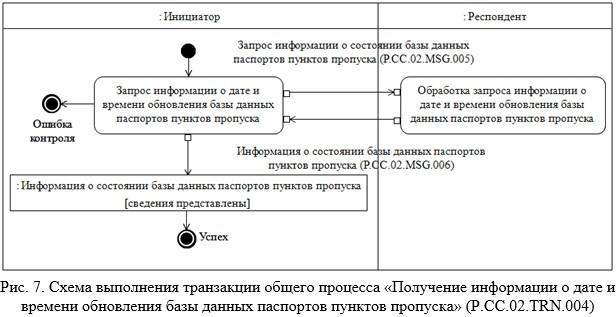 : Инициатор
: Респондент
Запрос информации о состоянии базы данных
паспортов пунктов пропуска (P.CC.02.MSG.005)
Запрос информации о дате и
времени обновления базы данных
паспортов пунктов пропуска
Обработка запроса информации о
дате и времени обновления базы
данных паспортов пунктов пропуска
Ошибка
контроля
Информация о состоянии базы данных паспортов
пунктов пропуска (P.CC.02.MSG.006)
: Информация о состоянии базы данных паспортов пунктов пропуска
[сведения представлены]
Успех
Рис. 7. Схема выполнения транзакции общего процесса «Получение информации о дате и
времени обновления базы данных паспортов пунктов пропуска» (P.CC.02.TRN.004)